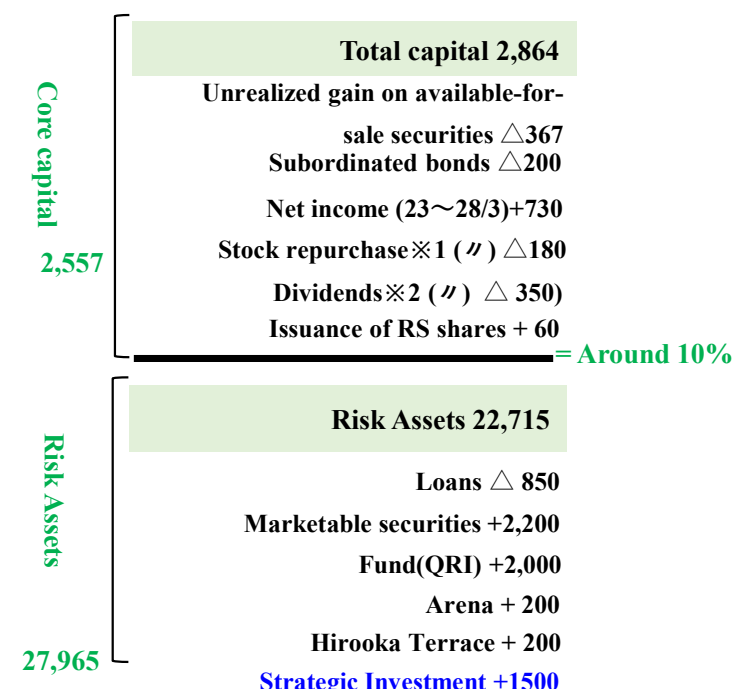 Total capital 2,864
Unrealized gain on available-for-
sale securities △367
Subordinated bonds △200
Net income (23～28/3)+730
Stock repurchase※1 (〃) △180
Dividends※2 (〃) △ 350)
Issuance of RS shares + 60
Core capital
2,557
= Around 10%
Risk Assets 22,715
Loans △ 850
Marketable securities +2,200
Fund(QRI) +2,000
Arena + 200
Hirooka Terrace + 200
Strategic Investment +1500
Risk Assets
27,965